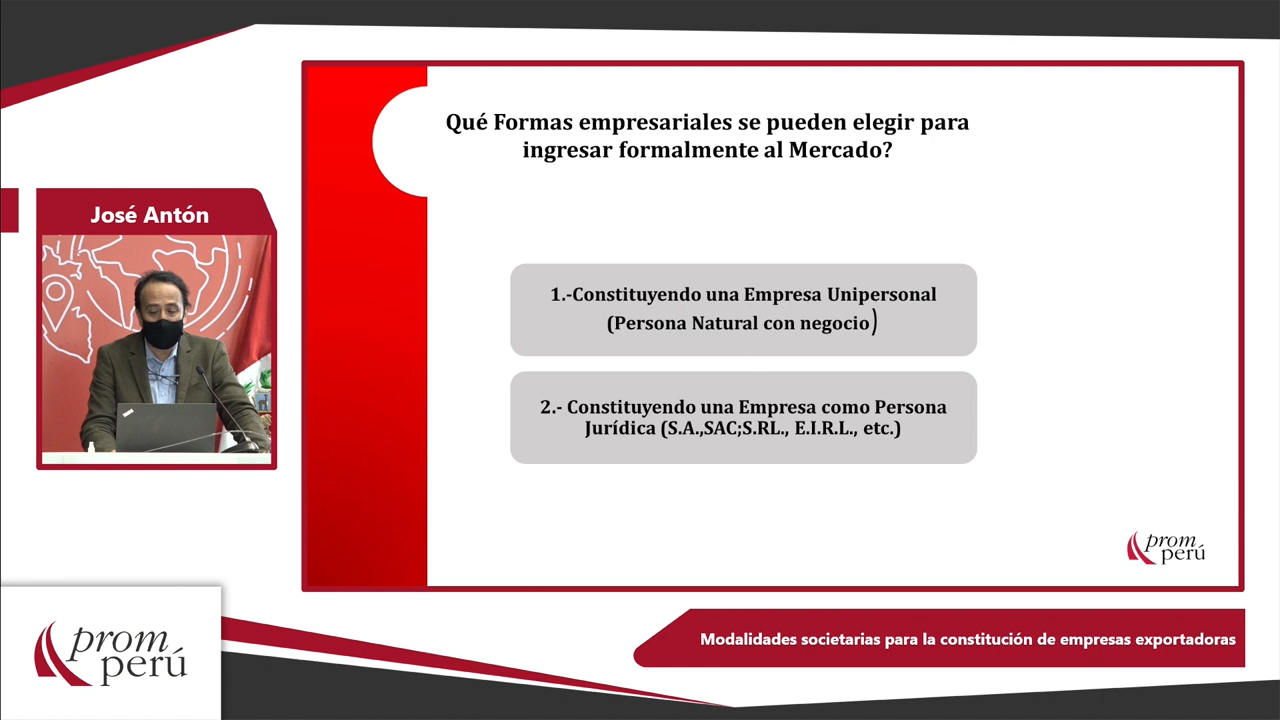 José Antón
Qué Formas empresariales se pueden elegir para
ingresar formalmente al Mercado?
1.-Constituyendo una Empresa Unipersonal
(Persona Natural con negocio)
2.- Constituyendo una Empresa como Persona
Jurídica (S.A.,SAC;S.RL., E.I.R.L., etc.)
prom
perú
prom
perú
Modalidades societarias para la constitución de empresas exportadoras